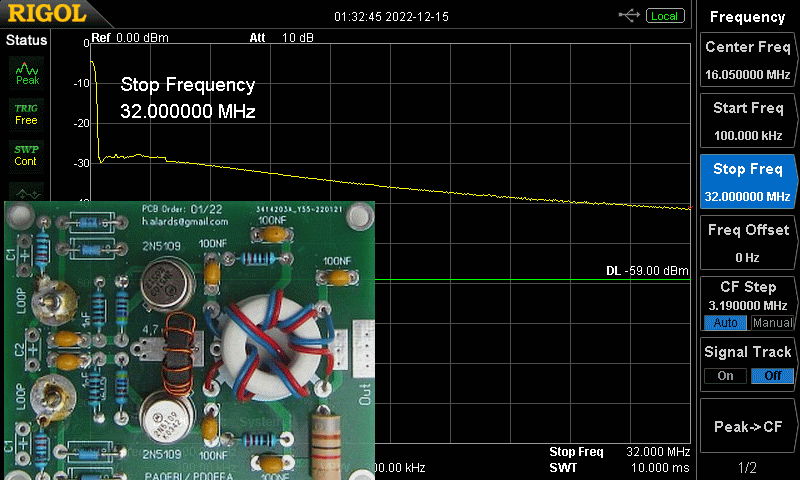 RIGOL
01:32:45 2022-12-15
Local
Status
Ref 0.00 dBm
Att 10 dB
Peak
TRIG
Free
SWP
Cont
0
-10
-20
-30
Stop Frequency
32.000000 MHz
DL -59.00 dBm
Stop Freq 32.000 MHz
00.00 kHz
SWT 10.000 ms
Frequency
Center Freq
16.050000 MHz
Start Freq
100.000 kHz
Stop Freq
32.000000 MHz
Freq Offset
0 Hz
CF Step
3.190000 MHz
Auto Manual
Signal Track
On Off
Peak->CF
1/2
PCB Order: 01/22
3414203A_Y55-220121
h.alards@gmail.com
100NF
2N5109
100NF
C1
100NF
LOOP
1nF
4,7
C2
LOOP
Out
2N5109
K0342
C1
2N5109
100NF
100NF